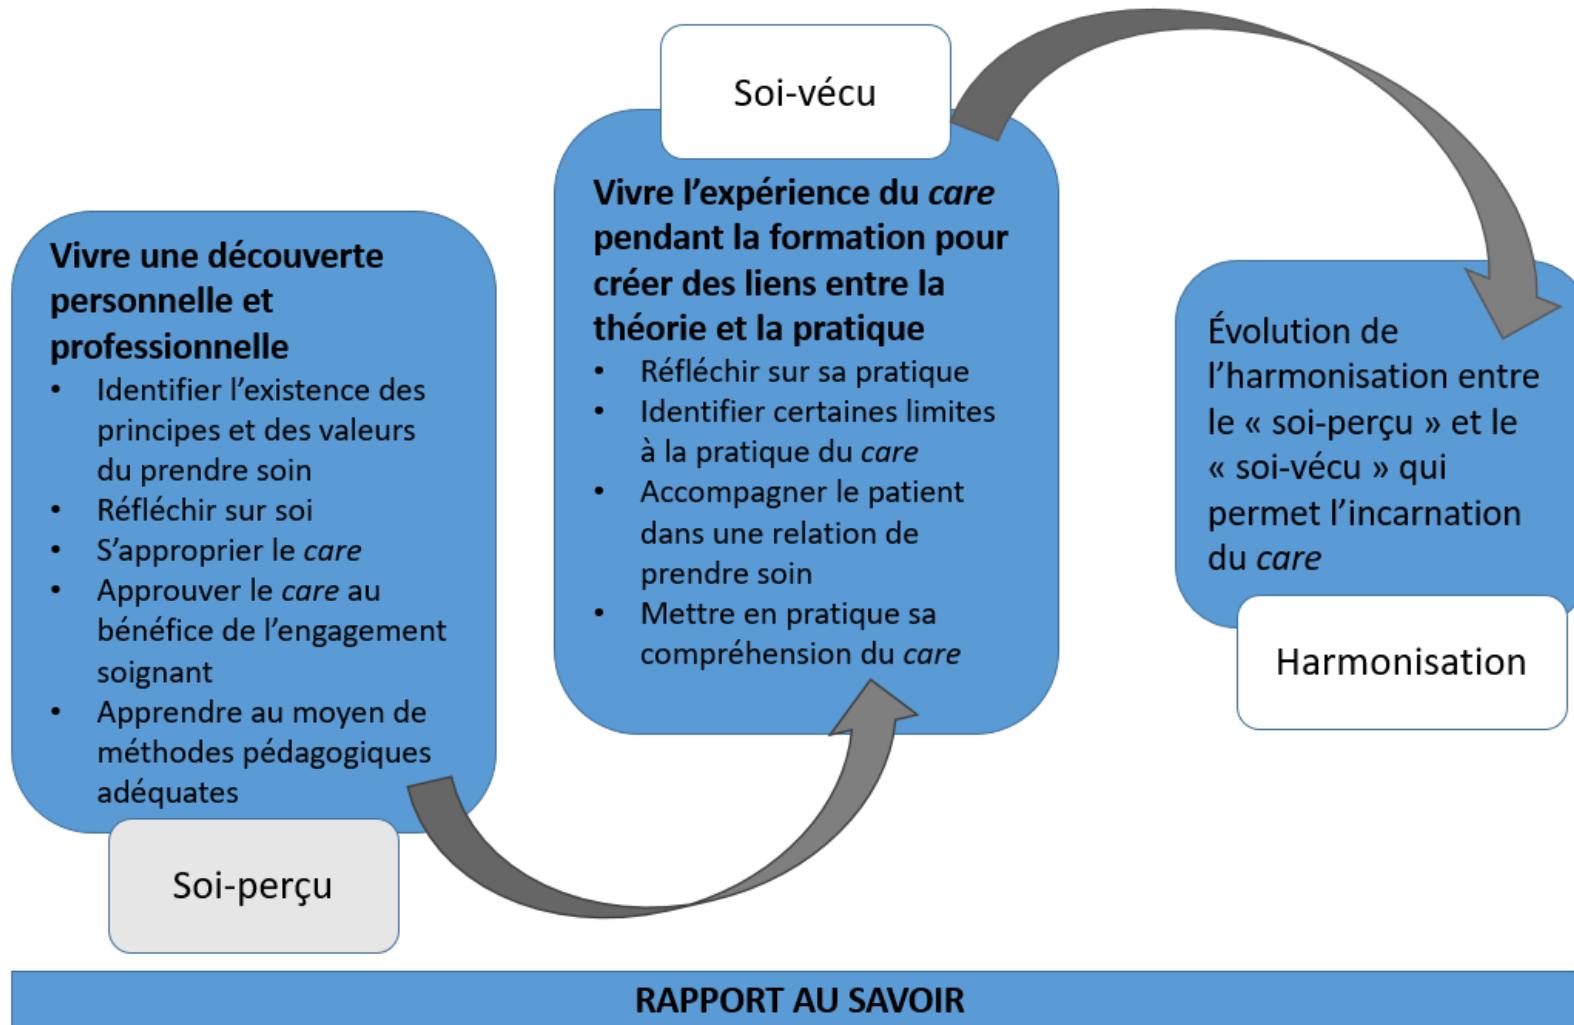 Vivre une découverte
personnelle et
professionnelle
• Identifier l’existence des
principes et des valeurs
du prendre soin
• Réfléchir sur soi
• S’approprier le care
• Approuver le care au
bénéfice de l’engagement
soignant
• Apprendre au moyen de
méthodes pédagogiques
adéquates
Soi-perçu
Soi-vécu
Vivre l’expérience du care
pendant la formation pour
créer des liens entre la
théorie et la pratique
• Réfléchir sur sa pratique
• Identifier certaines limites
à la pratique du care
• Accompagner le patient
dans une relation de
prendre soin
• Mettre en pratique sa
compréhension du care
Évolution de
l’harmonisation entre
le « soi-perçu » et le
« soi-vécu » qui
permet l’incarnation
du care
Harmonisation
RAPPORT AU SAVOIR